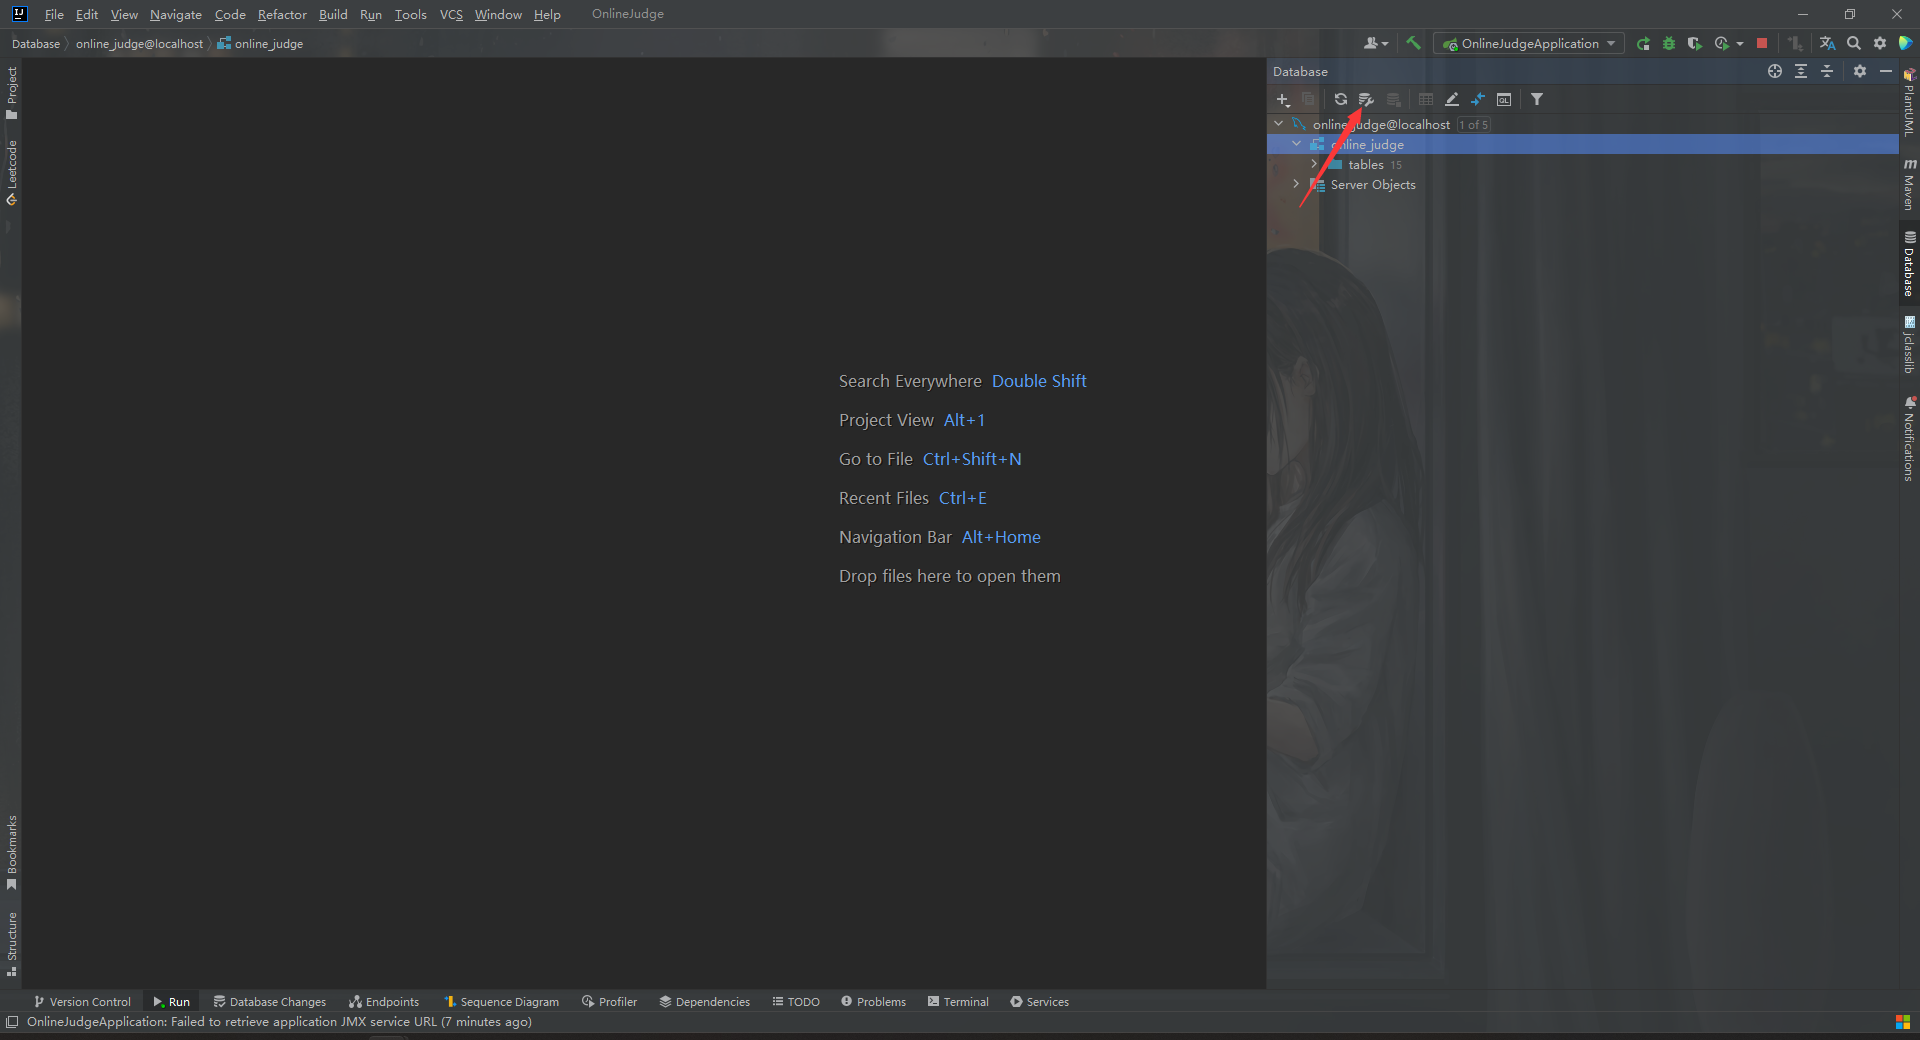 File Edit View Navigate Code Refactor Build Run Tools VCS Window Help OnlineJudge
Database online_judge@localhost online_judge
OnlineJudgeApplication
Project
Leetcode
Bookmarks
Structure
Search Everywhere Double Shift
Project View Alt+1
Go to File Ctrl+Shift+N
Recent Files Ctrl+E
Navigation Bar Alt+Home
Drop files here to open them
Database
QL
online_judge@localhost 1 of 5
online_judge
tables 15
Server Objects
PlantUML
m Maven
Database
jclasslib
Notifications
Version Control Run Database Changes Endpoints Sequence Diagram Profiler Dependencies TODO Problems Terminal Services
OnlineJudgeApplication: Failed to retrieve application JMX service URL (7 minutes ago)